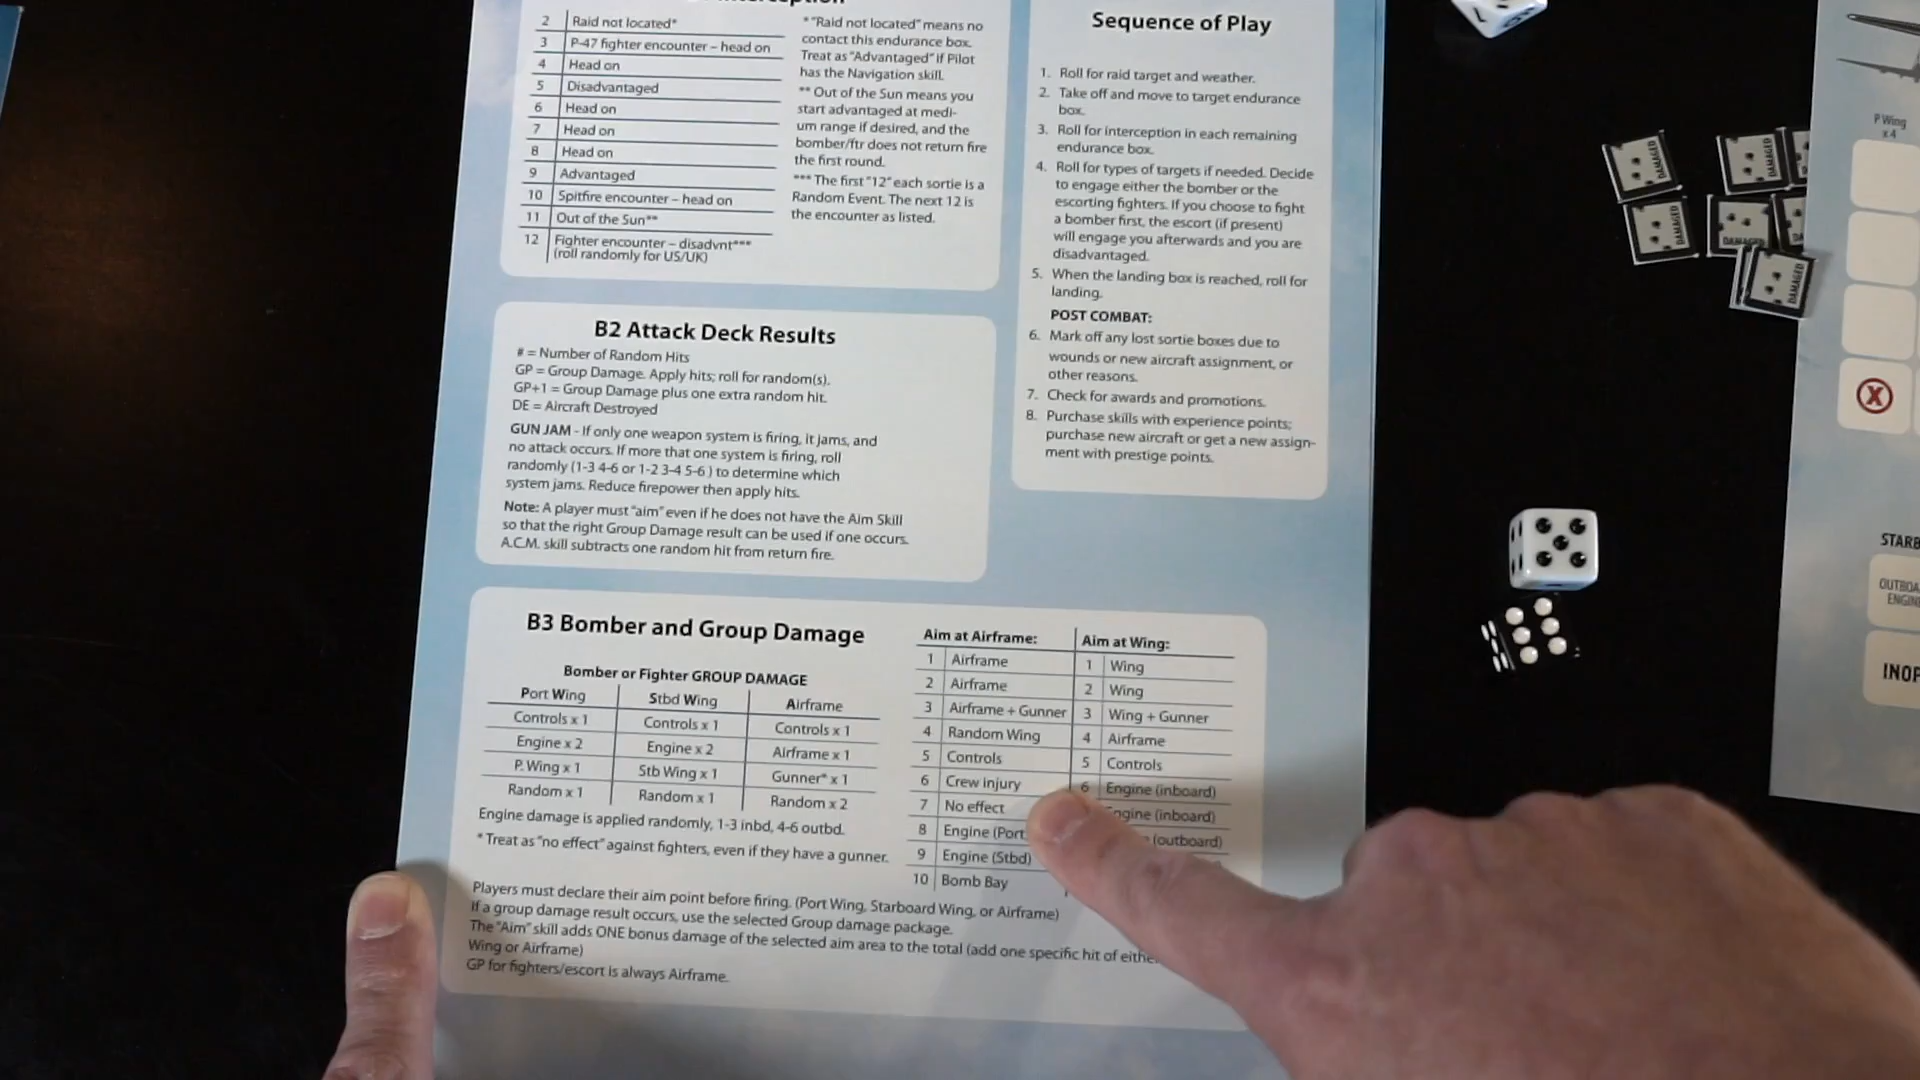 2 Raid not located*
3 P-47 fighter encounter – head on
4 Head on
5 Disadvantaged
6 Head on
7 Head on
8 Head on
9 Advantaged
10 Spitfire encounter – head on
11 Out of the Sun**
12 Fighter encounter – disadvnt***
(roll randomly for US/UK)
* "Raid not located" means no
contact this endurance box.
Treat as "Advantaged" if Pilot
has the Navigation skill.
** Out of the Sun means you
start advantaged at medi-
um range if desired, and the
bomber/ftr does not return fire
the first round.
*** The first "12" each sortie is a
Random Event. The next 12 is
the encounter as listed.
Sequence of Play
1. Roll for raid target and weather.
2. Take off and move to target endurance
box.
3. Roll for interception in each remaining
endurance box.
4. Roll for types of targets if needed. Decide
to engage either the bomber or the
escorting fighters. If you choose to fight
a bomber first, the escort (if present)
will engage you afterwards and you are
disadvantaged.
5. When the landing box is reached, roll for
landing.
POST COMBAT:
6. Mark off any lost sortie boxes due to
wounds or new aircraft assignment, or
other reasons.
7. Check for awards and promotions.
8. Purchase skills with experience points;
purchase new aircraft or get a new assign-
ment with prestige points.
B2 Attack Deck Results
# = Number of Random Hits
GP = Group Damage. Apply hits; roll for random(s).
GP+1 = Group Damage plus one extra random hit.
DE = Aircraft Destroyed
GUN JAM - If only one weapon system is firing, it jams, and
no attack occurs. If more that one system is firing, roll
randomly (1-3 4-6 or 1-2 3-4 5-6 ) to determine which
system jams. Reduce firepower then apply hits.
Note: A player must "aim" even if he does not have the Aim Skill
so that the right Group Damage result can be used if one occurs.
A.C.M. skill subtracts one random hit from return fire.
B3 Bomber and Group Damage
Bomber or Fighter GROUP DAMAGE
Port Wing Stbd Wing Airframe
Controls x 1 Controls x 1 Controls x 1
Engine x 2 Engine x 2 Airframe x 1
P. Wing x 1 Stb Wing x 1 Gunner* x 1
Random x 1 Random x 1 Random x 2
Engine damage is applied randomly, 1-3 inbd, 4-6 outbd.
* Treat as "no effect" against fighters, even if they have a gunner.
Aim at Airframe: Aim at Wing:
1 Airframe 1 Wing
2 Airframe 2 Wing
3 Airframe + Gunner 3 Wing + Gunner
4 Random Wing 4 Airframe
5 Controls 5 Controls
6 Crew injury 6 Engine (inboard)
7 No effect ngine (inboard)
8 Engine (Port (outboard)
9 Engine (Stbd)
10 Bomb Bay
Players must declare their aim point before firing. (Port Wing, Starboard Wing, or Airframe)
If a group damage result occurs, use the selected Group damage package.
The "Aim" skill adds ONE bonus damage of the selected aim area to the total (add one specific hit of eithe
Wing or Airframe)
GP for fighters/escort is always Airframe.
DAMAGED
DAMAGED
DAMAGED
DAMAGED
DAMAGED
P Wing
x 4
X
STARB
OUTBOA
ENGIN
INOP